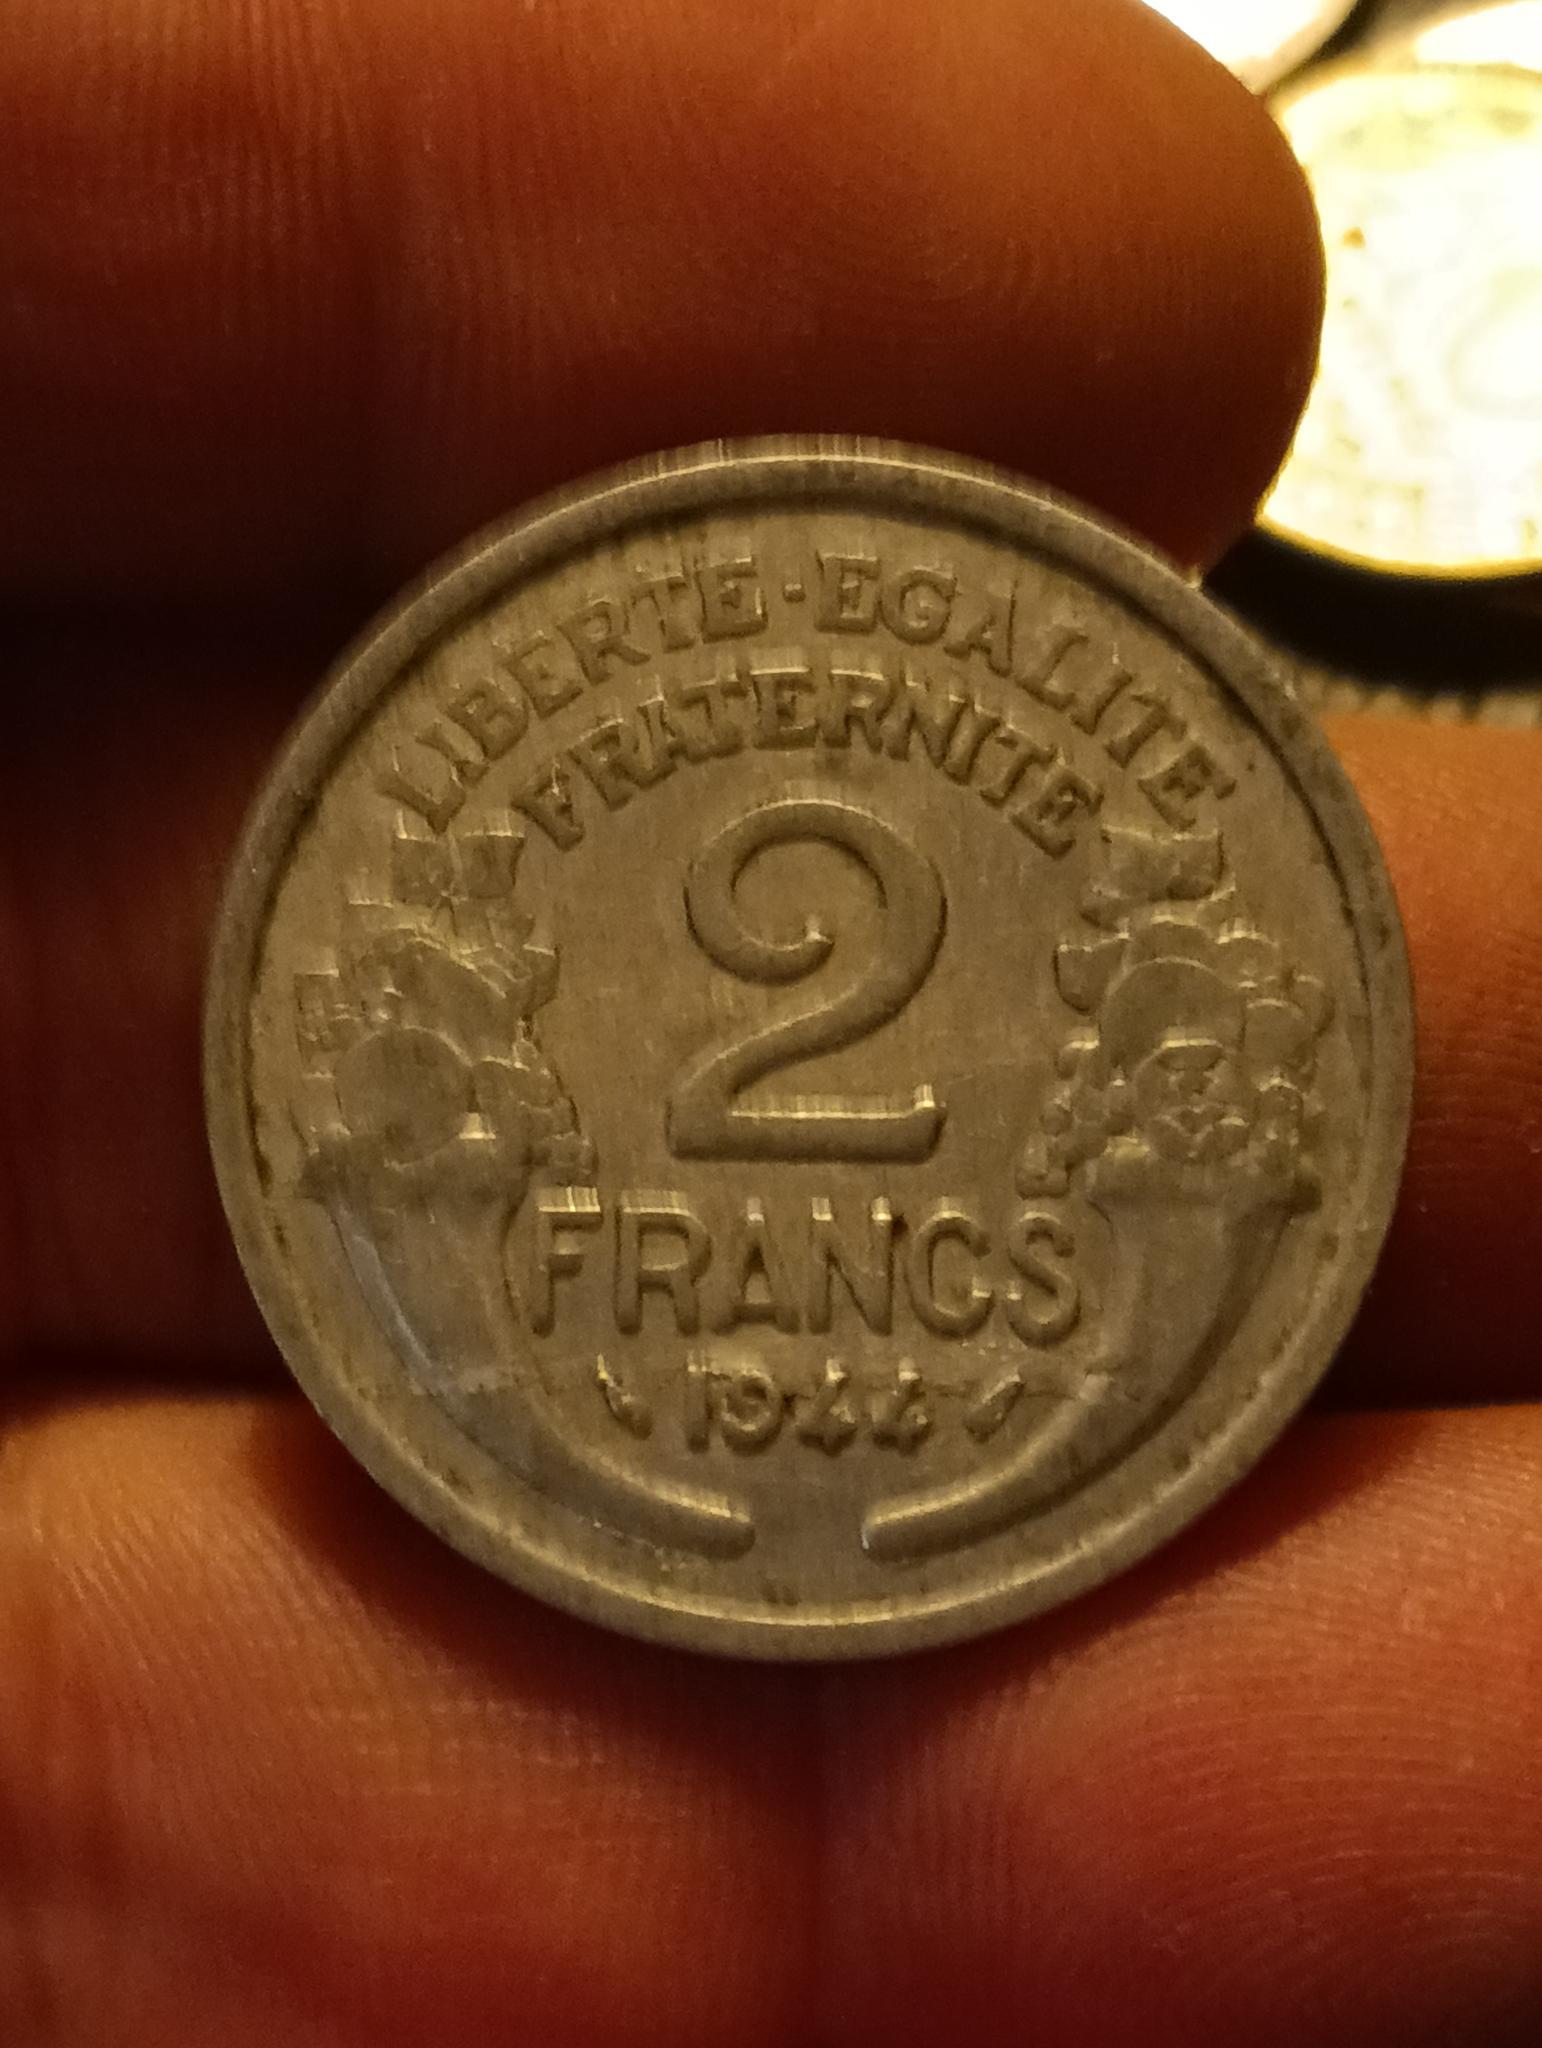 LIBERTE · EGALITE
FRATERNITE
2
FRANCS
1944